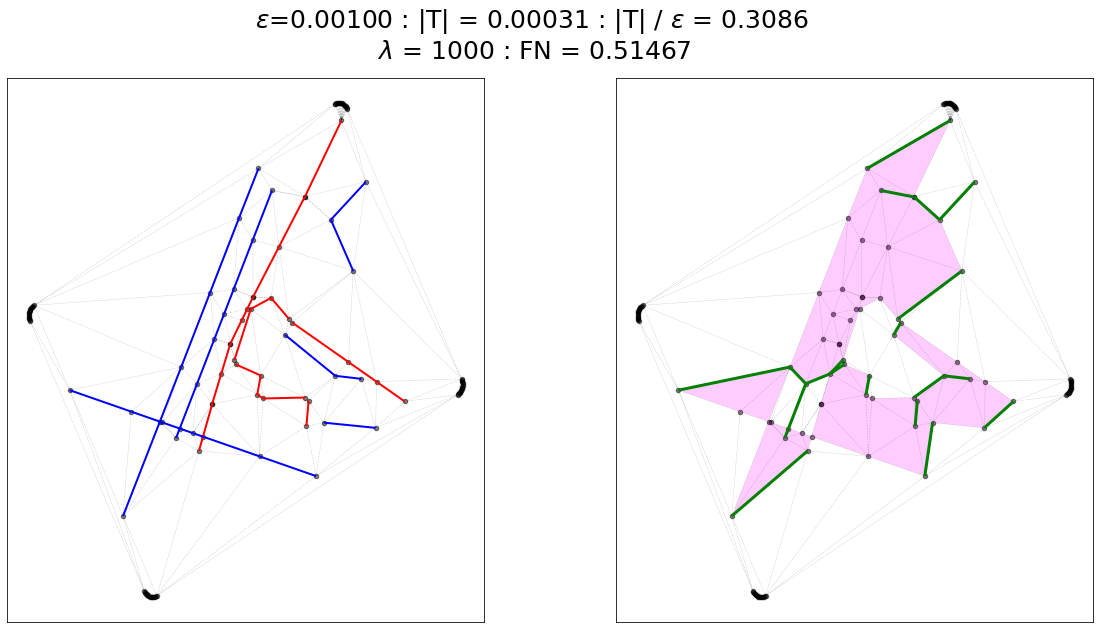 ε=0.00100 : |T| = 0.00031 : |T| / ε = 0.3086
λ = 1000 : FN = 0.51467